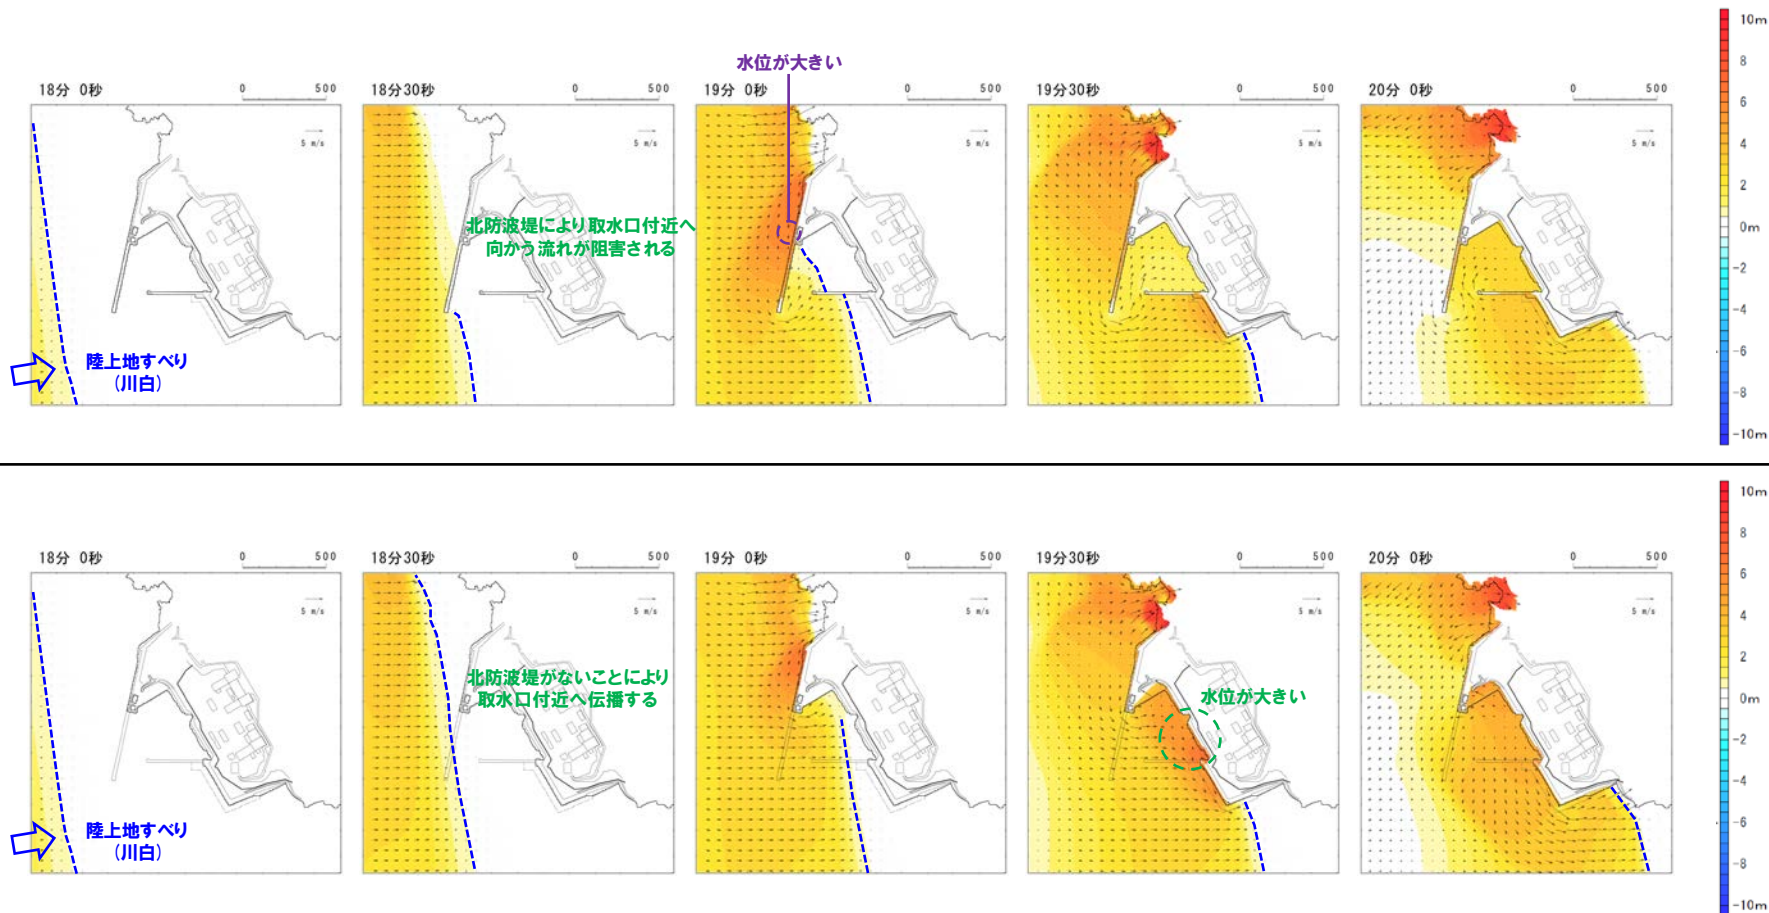 水位が大きい
18分 0秒
0 500
18分30秒
0 500
19分 0秒
0 500
19分30秒
0 500
20分 0秒
0 500
5 m/s
5 m/s
5 m/s
5 m/s
5 m/s
北防波堤により取水口付近へ
向かう流れが阻害される
陸上地すべり
(川白)
10m
8
6
4
2
0m
-2
-4
-6
-8
-10m
18分 0秒
0 500
18分30秒
0 500
19分 0秒
0 500
19分30秒
0 500
20分 0秒
0 500
5 m/s
5 m/s
5 m/s
5 m/s
5 m/s
北防波堤がないことにより
取水口付近へ伝播する
水位が大きい
陸上地すべり
(川白)
10m
8
6
4
2
0m
-2
-4
-6
-8
-10m